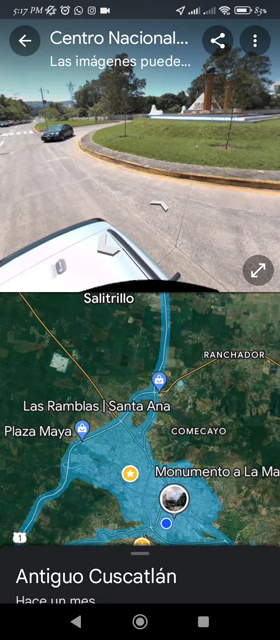 5:17 PM
83%
Centro Nacional...
Las imágenes puede...
Salitrillo
RANCHADOR
Las Ramblas | Santa Ana
Plaza Maya
COMECAYO
Monumento a La Ma
1
Antiguo Cuscatlán
Hace un mes